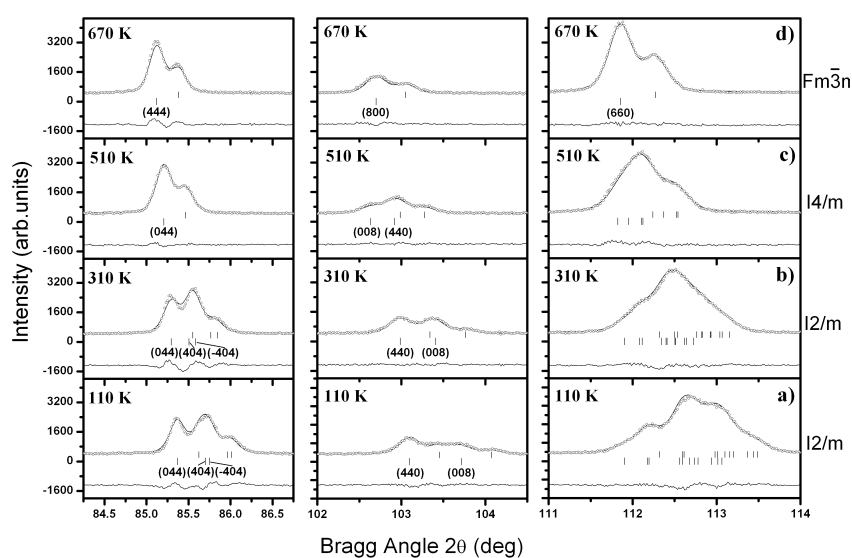 670 K
670 K
670 K
d)
3200
1600
0
-1600
(444)
(800)
(660)
Fm3̄n
510 K
510 K
510 K
c)
3200
1600
0
-1600
(044)
(008) (440)
I4/m
310 K
310 K
310 K
b)
3200
1600
0
-1600
(044)(404)(-404)
(440)
(008)
I2/m
110 K
110 K
110 K
a)
3200
1600
0
-1600
(044)(404)(-404)
(440)
(008)
I2/m
Intensity (arb.units)
84.5 85.0 85.5 86.0 86.5
102 103 104
111 112 113 114
Bragg Angle 2θ (deg)